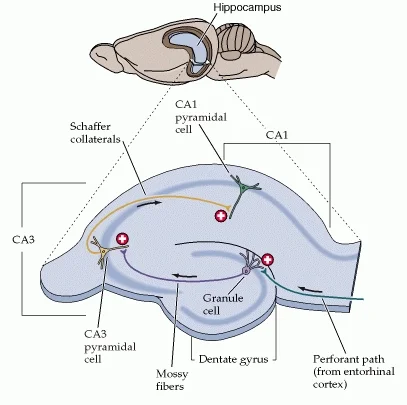 Hippocampus
CA1
pyramidal
cell
Schaffer
collaterals
CA1
CA3
Granule
cell
CA3
pyramidal
cell
Mossy
fibers
Dentate gyrus
Perforant path
(from entorhinal
cortex)